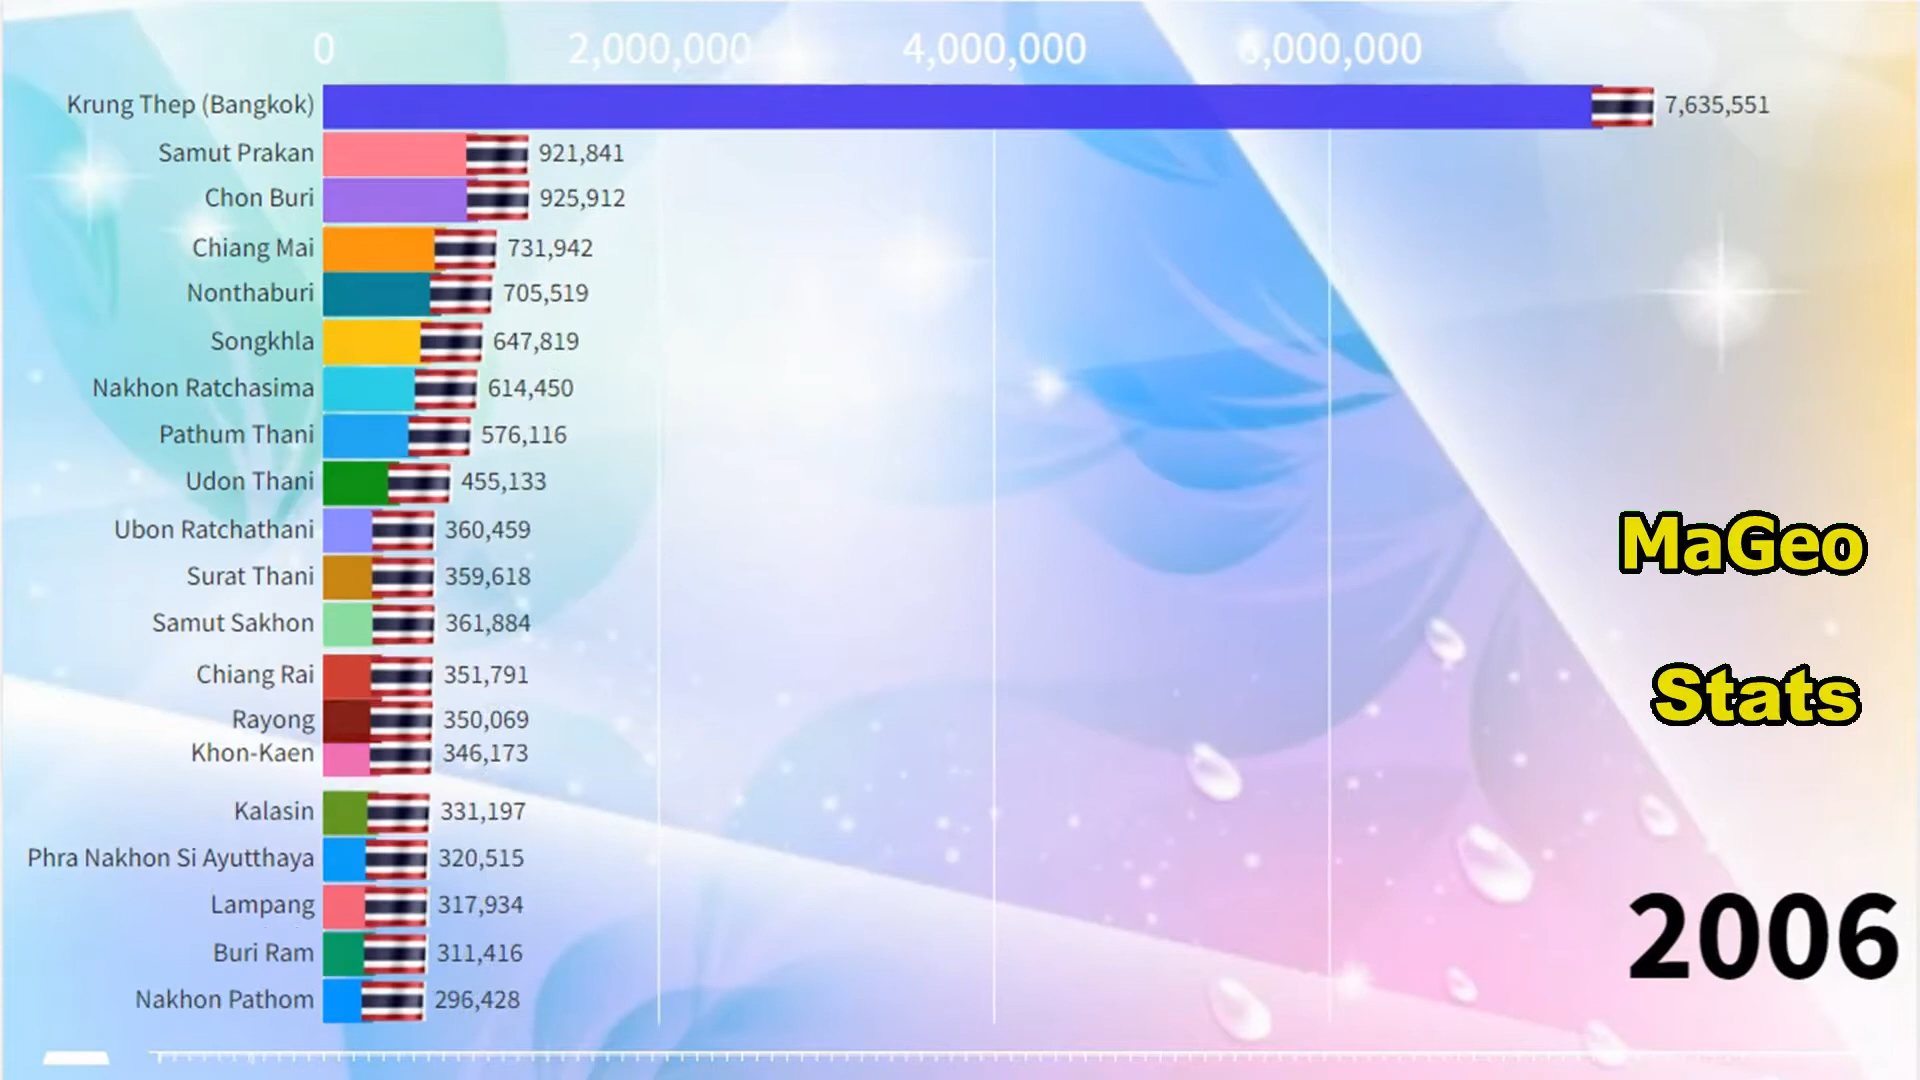 0 2,000,000 4,000,000 6,000,000
Krung Thep (Bangkok) 7,635,551
Samut Prakan 921,841
Chon Buri 925,912
Chiang Mai 731,942
Nonthaburi 705,519
Songkhla 647,819
Nakhon Ratchasima 614,450
Pathum Thani 576,116
Udon Thani 455,133
Ubon Ratchathani 360,459
Surat Thani 359,618
Samut Sakhon 361,884
Chiang Rai 351,791
Rayong 350,069
Khon-Kaen 346,173
Kalasin 331,197
Phra Nakhon Si Ayutthaya 320,515
Lampang 317,934
Buri Ram 311,416
Nakhon Pathom 296,428
MaGeo
Stats
2006